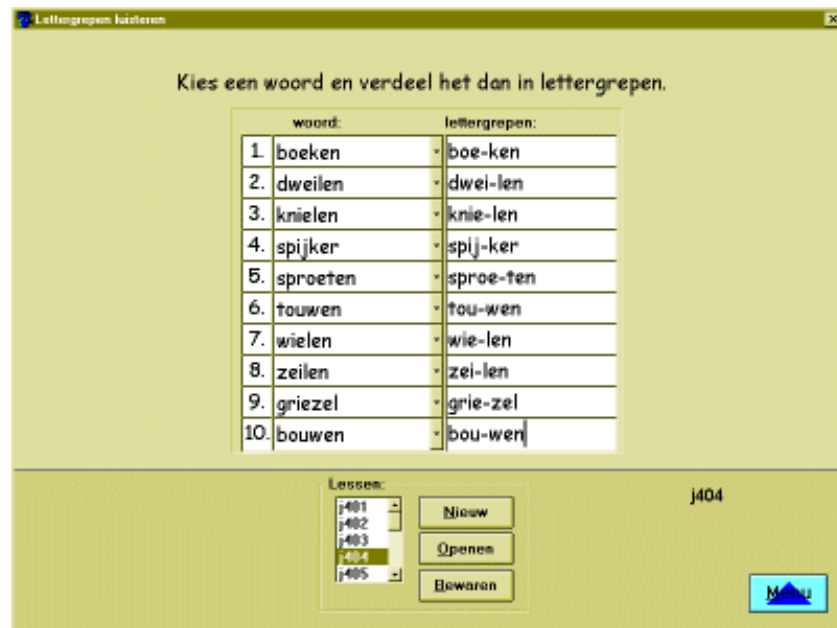 Lettergrepen luisteren
Kies een woord en verdeel het dan in lettergrepen.
woord: lettergrepen:
1. boeken boe-ken
2. dweilen dwei-len
3. knielen knie-len
4. spijker spij-ker
5. sproeten sproe-ten
6. touwen tou-wen
7. wielen wie-len
8. zeilen zei-len
9. griezel grie-zel
10. bouwen bou-wen
Lessen:
j401
j402
j403
j404
j405
Nieuw
Openen
Bewaren
j404
Menu